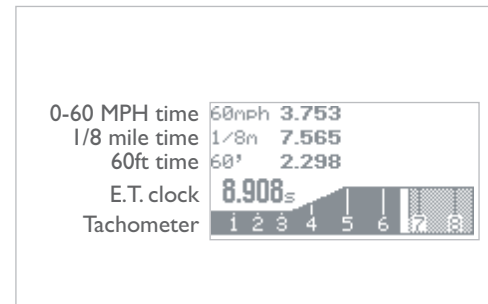 0-60 MPH time 60mph 3.753
1/8 mile time 1/8m 7.565
60ft time 60' 2.298
E.T. clock 8.908s
Tachometer 1 2 3 4 5 6 7 8